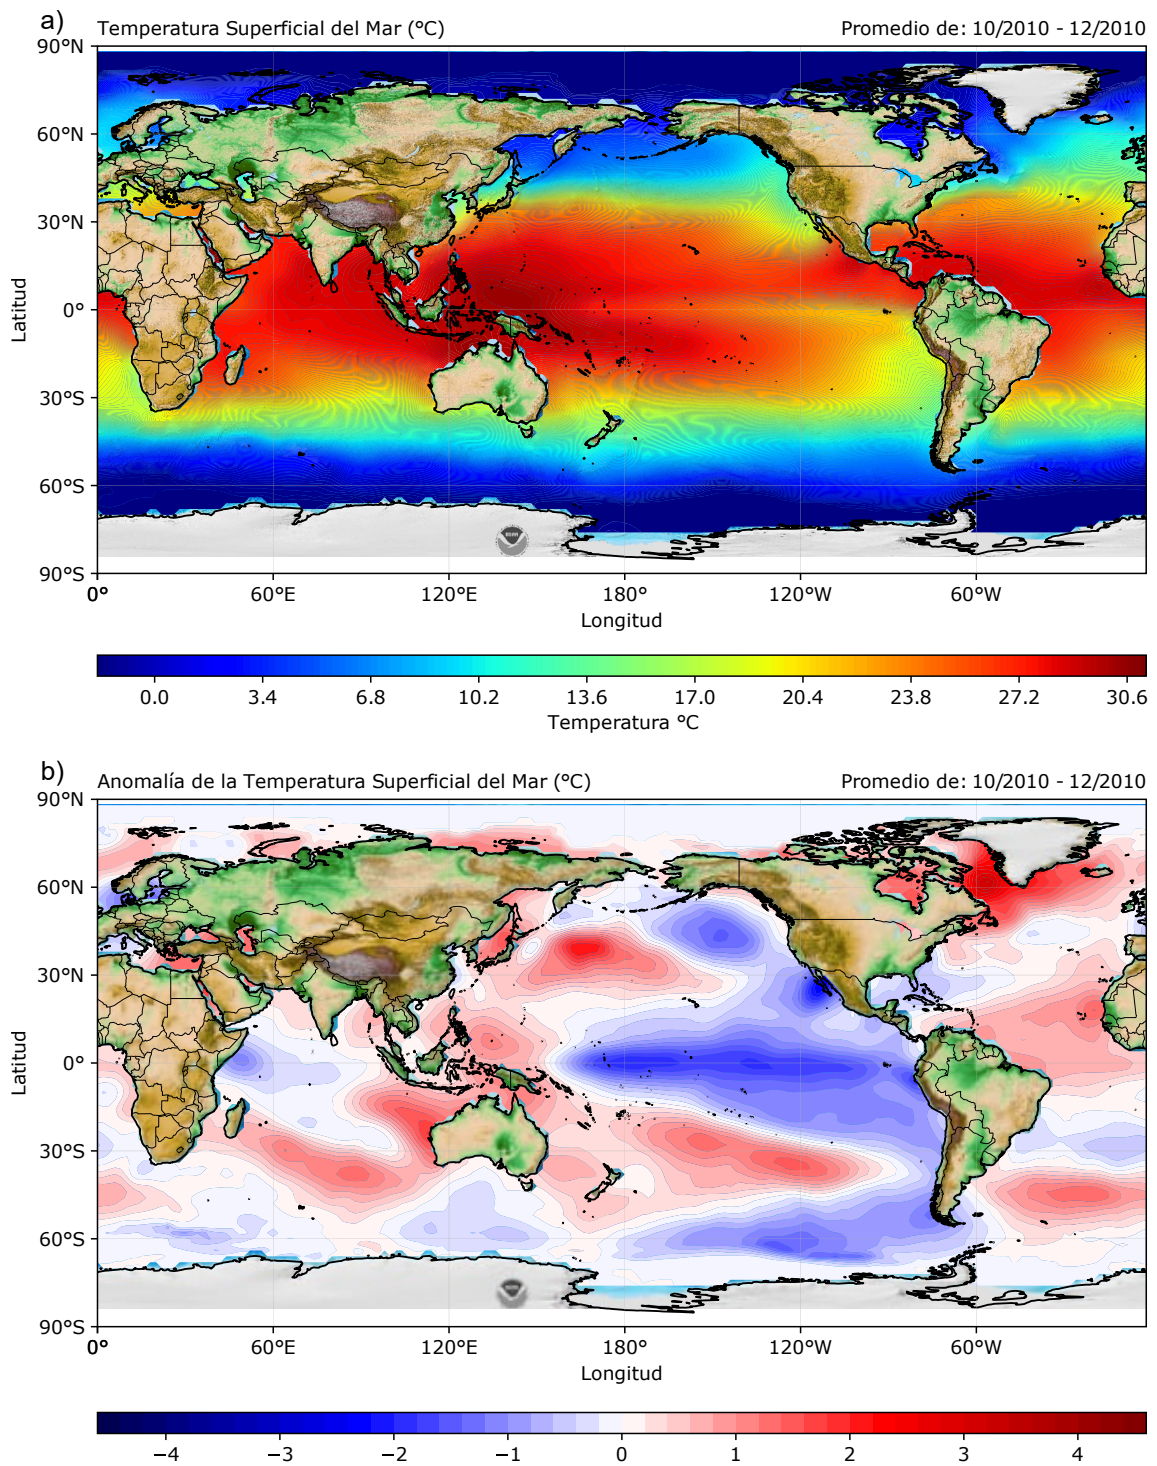 a)
Temperatura Superficial del Mar (°C) Promedio de: 10/2010 - 12/2010
90°N
60°N
30°N
0°
30°S
60°S
90°S
Latitud
0° 60°E 120°E 180° 120°W 60°W
Longitud
0.0 3.4 6.8 10.2 13.6 17.0 20.4 23.8 27.2 30.6
Temperatura °C
b)
Anomalía de la Temperatura Superficial del Mar (°C) Promedio de: 10/2010 - 12/2010
90°N
60°N
30°N
0°
30°S
60°S
90°S
Latitud
0° 60°E 120°E 180° 120°W 60°W
Longitud
−4 −3 −2 −1 0 1 2 3 4